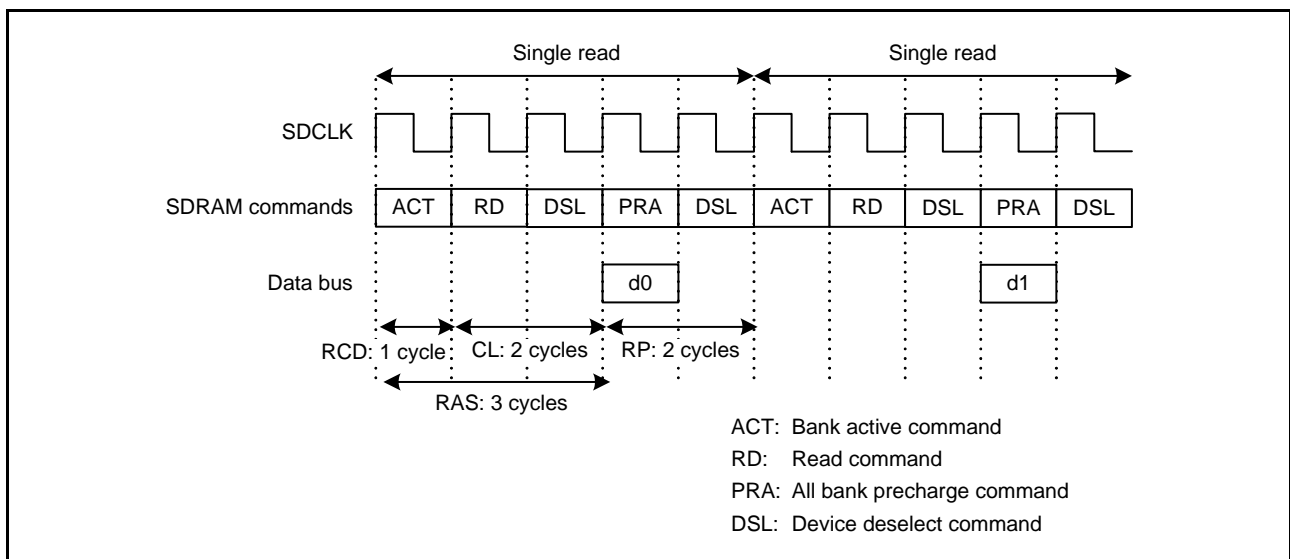 Single read Single read
SDCLK
SDRAM commands ACT RD DSL PRA DSL ACT RD DSL PRA DSL
Data bus d0 d1
RCD: 1 cycle CL: 2 cycles RP: 2 cycles
RAS: 3 cycles
ACT: Bank active command
RD: Read command
PRA: All bank precharge command
DSL: Device deselect command